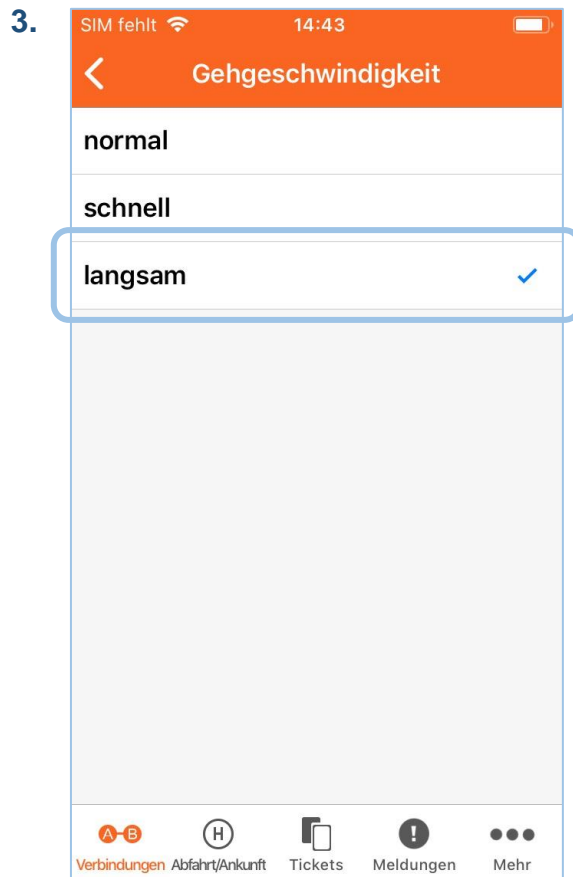 3.
SIM fehlt 14:43
Gehgeschwindigkeit
normal
schnell
langsam
A-B H
Verbindungen Abfahrt/Ankunft Tickets Meldungen Mehr